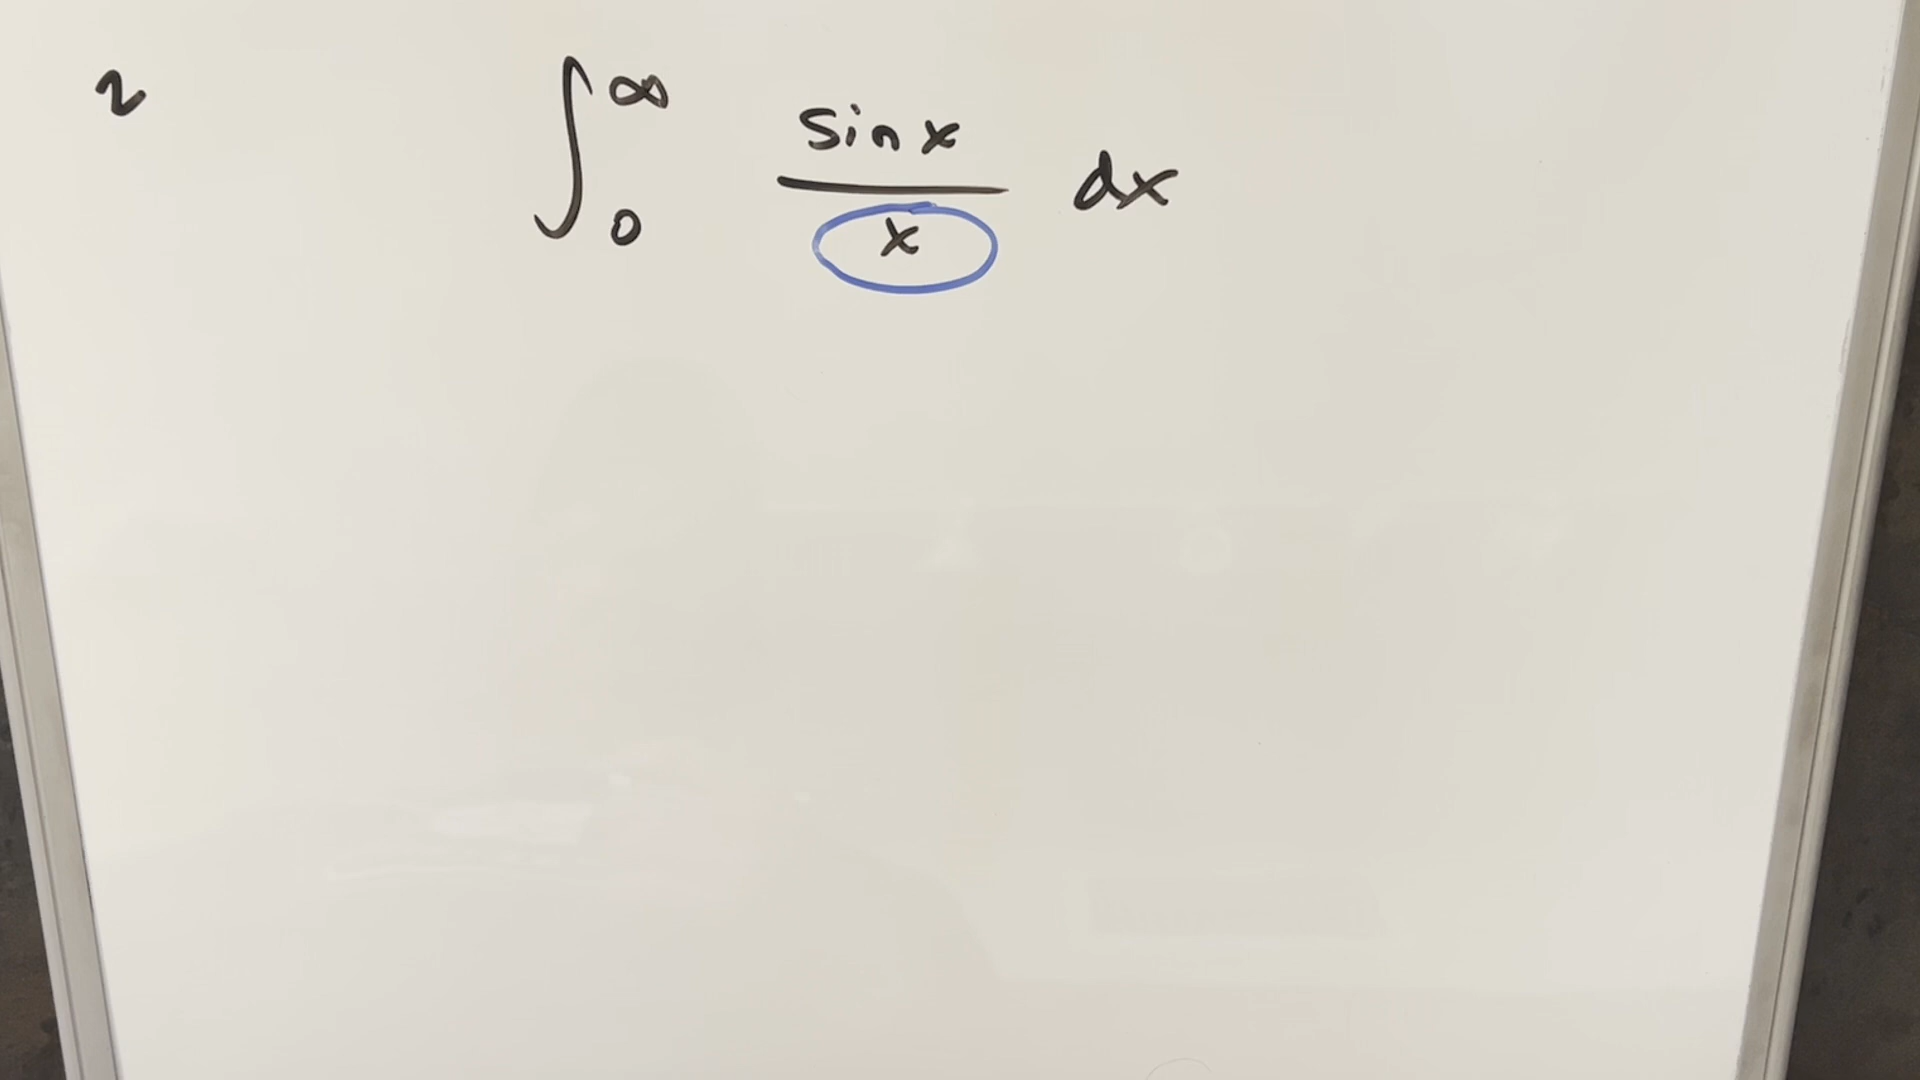 2
∫₀^∞ sin x / x dx